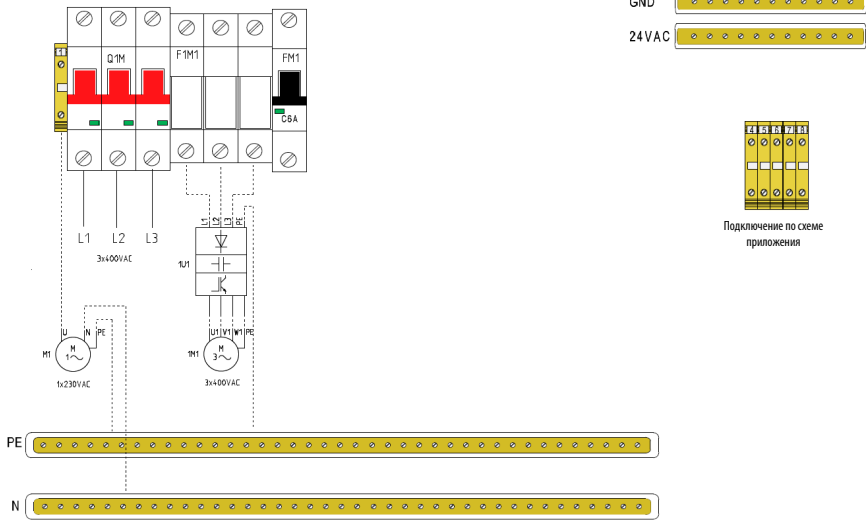 GND
24VAC
1
Q1M
F1M1
FM1
C6A
4 5 6 7 8
Подключение по схеме
приложения
L1 L2 L3
3x400VAC
L1 L2 L3 PE
1U1
U N PE
M1
M
1~
1x230VAC
U1 V1 W1 PE
1M1
M
3~
3x400VAC
PE
N